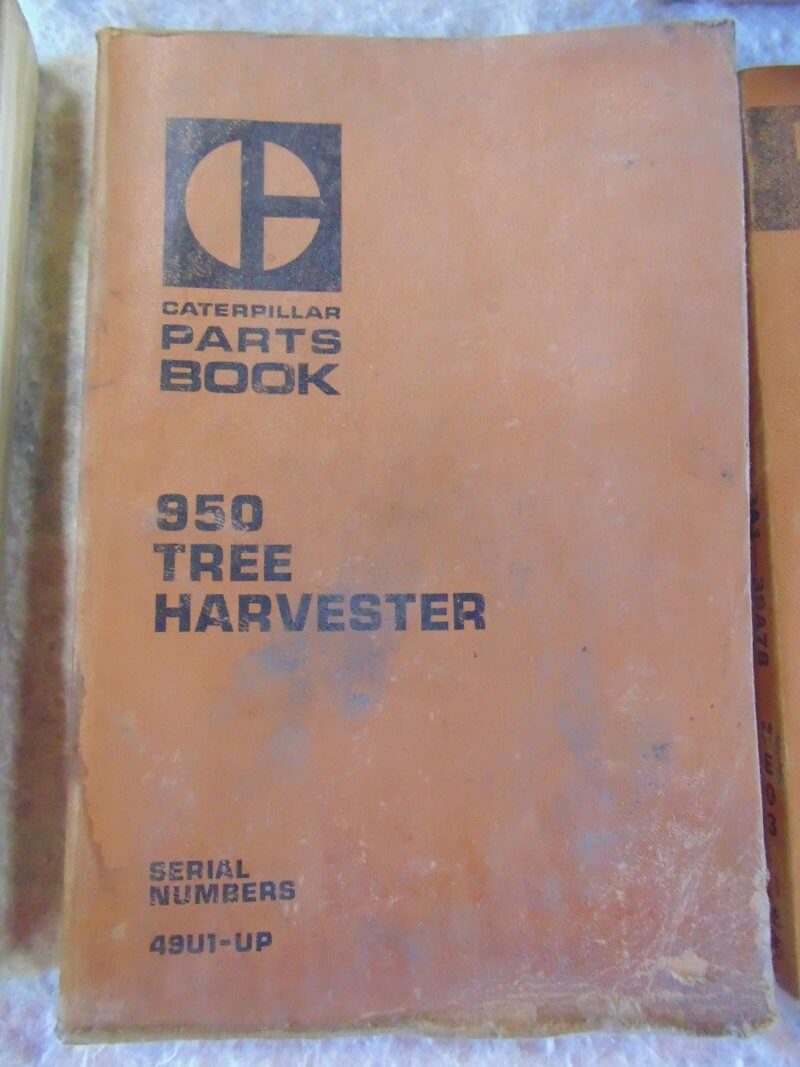 CATERPILLAR
PARTS
BOOK
950
TREE
HARVESTER
SERIAL
NUMBERS
49U1-UP